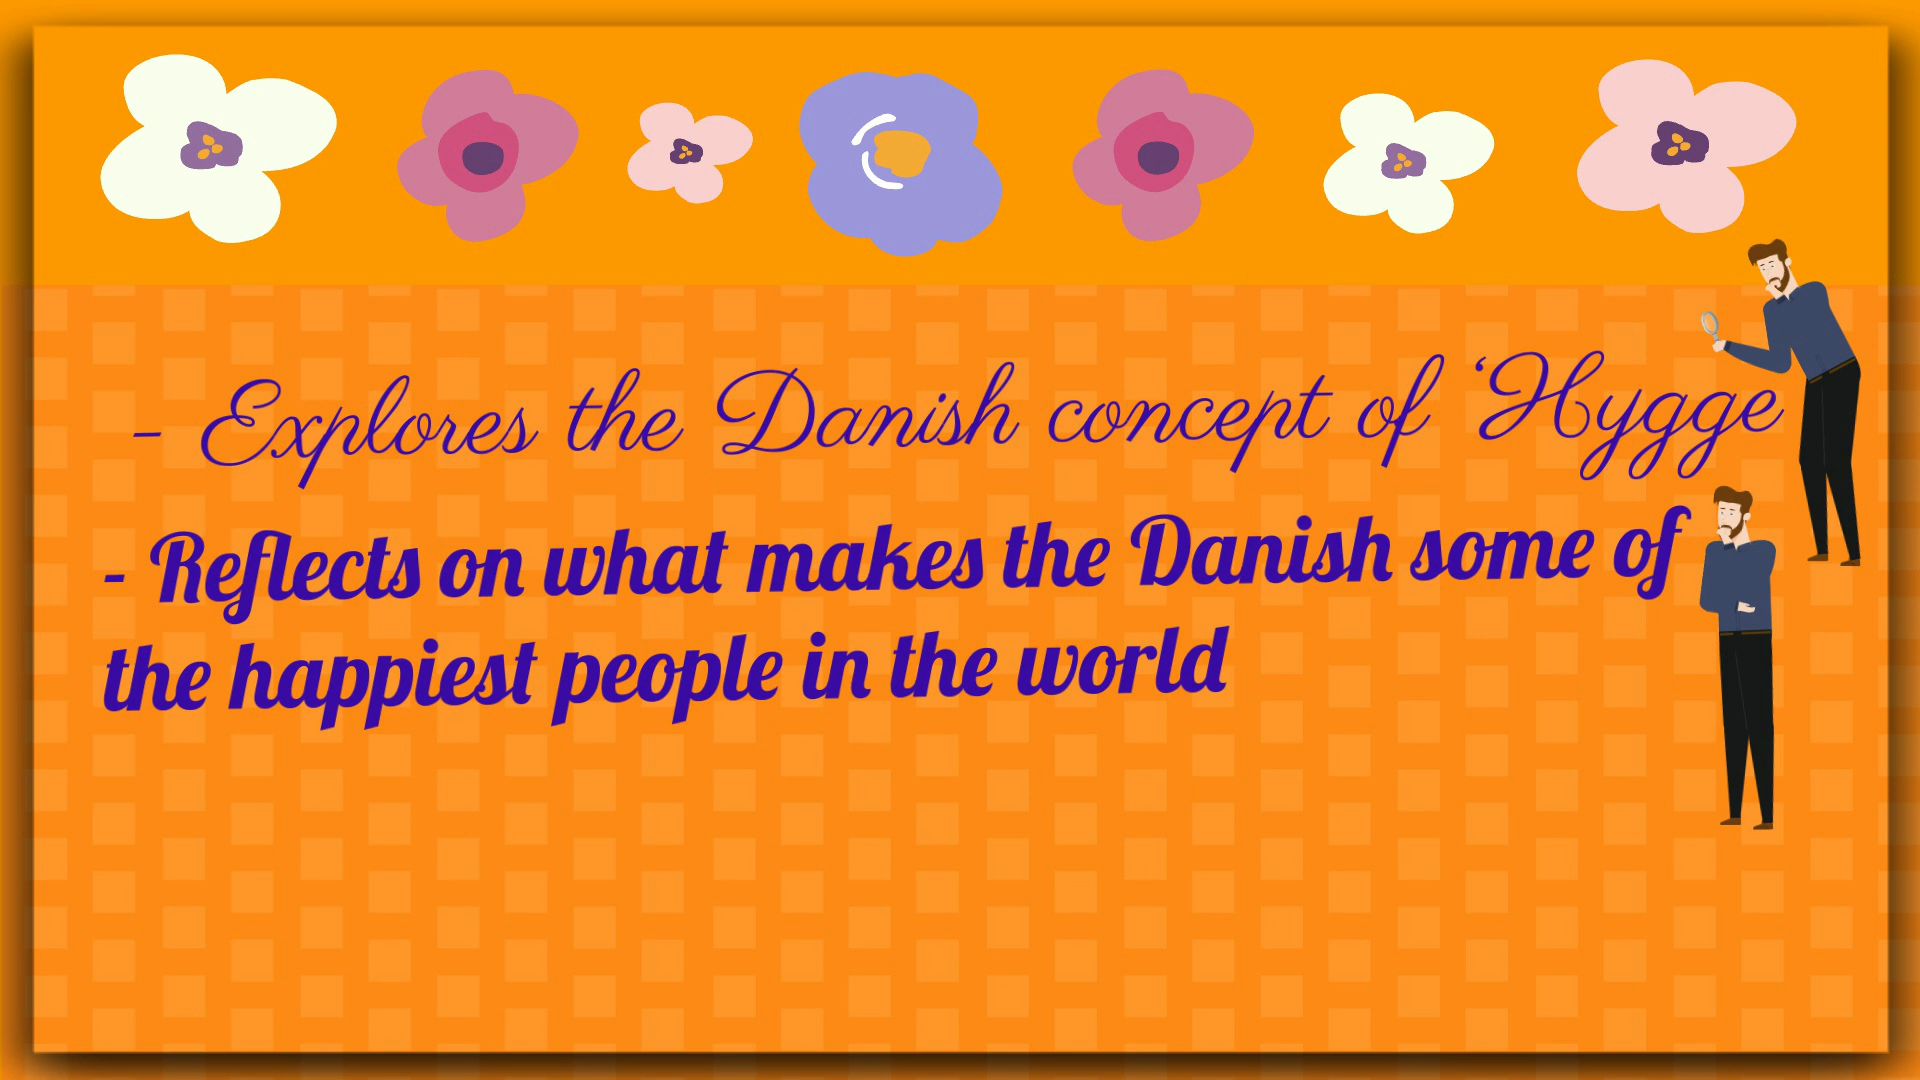 - Explores the Danish concept of ‘Hygge
- Reflects on what makes the Danish some of
the happiest people in the world